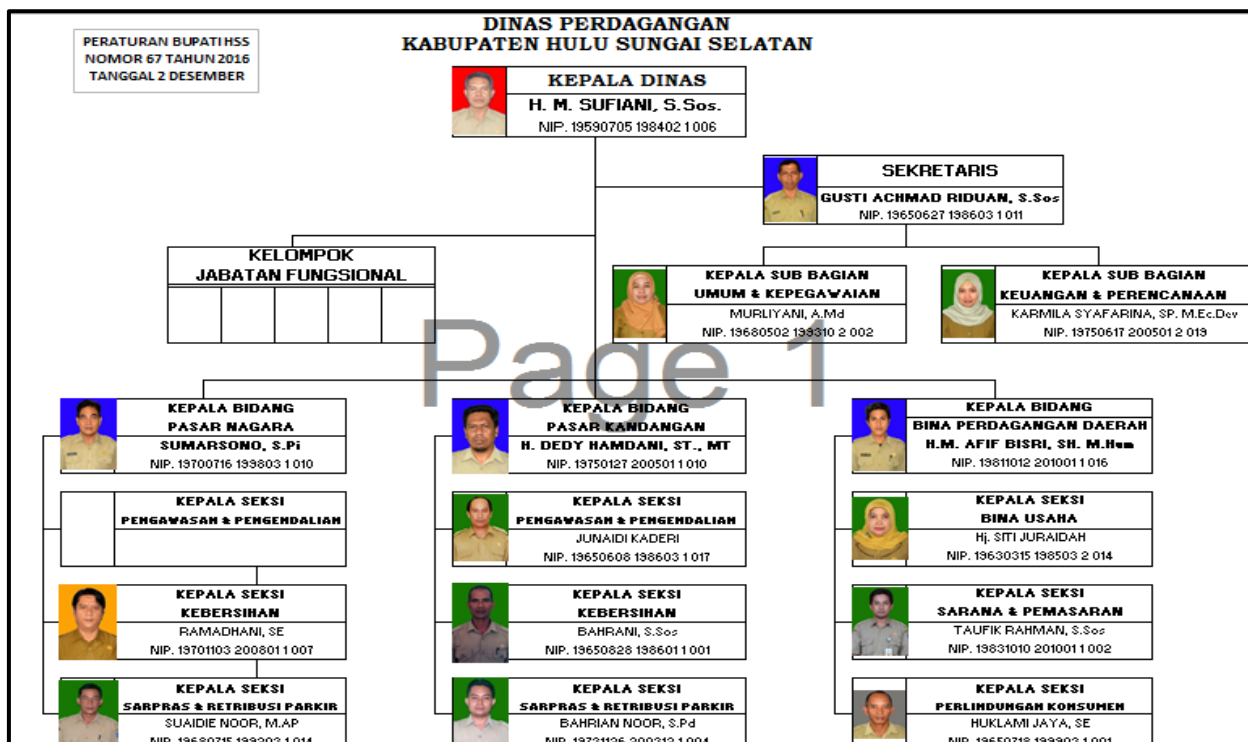 DINAS PERDAGANGAN
KABUPATEN HULU SUNGAI SELATAN
PERATURAN BUPATI HSS
NOMOR 67 TAHUN 2016
TANGGAL 2 DESEMBER
KEPALA DINAS
H. M. SUFIANI, S.Sos.
NIP. 19590705 198402 1 006
SEKRETARIS
GUSTI ACHMAD RIDUAN, S.Sos
NIP. 19650627 198603 1 011
KELOMPOK
JABATAN FUNGSIONAL
KEPALA SUB BAGIAN
UMUM & KEPEGAWAIAN
MURLIYANI, A.Md
NIP. 19680502 199310 2 002
KEPALA SUB BAGIAN
KEUANGAN & PERENCANAAN
KARMILA SYAFARINA, SP. M.Ec.Dev
NIP. 19750617 200501 2 019
Page 1
KEPALA BIDANG
PASAR NAGARA
SUMARSONO, S.Pi
NIP. 19700716 199803 1 010
KEPALA SEKSI
PENGAWASAN & PENGENDALIAN
KEPALA SEKSI
KEBERSIHAN
RAMADHANI, SE
NIP. 19701103 200801 1 007
KEPALA SEKSI
SARPRAS & RETRIBUSI PARKIR
SUAIDIE NOOR, M.AP
KEPALA BIDANG
PASAR KANDANGAN
H. DEDY HAMDANI, ST., MT
NIP. 19750127 200501 1 010
KEPALA SEKSI
PENGAWASAN & PENGENDALIAN
JUNAIDI KADERI
NIP. 19650608 198603 1 017
KEPALA SEKSI
KEBERSIHAN
BAHRANI, S.Sos
NIP. 19650828 198601 1 001
KEPALA SEKSI
SARPRAS & RETRIBUSI PARKIR
BAHRIAN NOOR, S.Pd
KEPALA BIDANG
BINA PERDAGANGAN DAERAH
H.M. AFIF BISRI, SH. M.Hum
NIP. 19811012 201001 1 016
KEPALA SEKSI
BINA USAHA
Hj. SITI JURAIDAH
NIP. 19630315 198503 2 014
KEPALA SEKSI
SARANA & PEMASARAN
TAUFIK RAHMAN, S.Sos
NIP. 19831010 201001 1 002
KEPALA SEKSI
PERLINDUNGAN KONSUMEN
HUKLAMI JAYA, SE